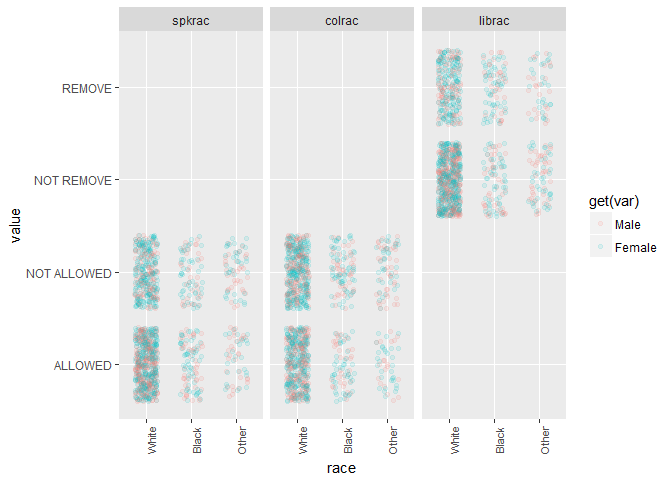 spkrac colrac librac
REMOVE
NOT REMOVE
NOT ALLOWED
ALLOWED
value
White Black Other White Black Other White Black Other
race
get(var)
Male
Female